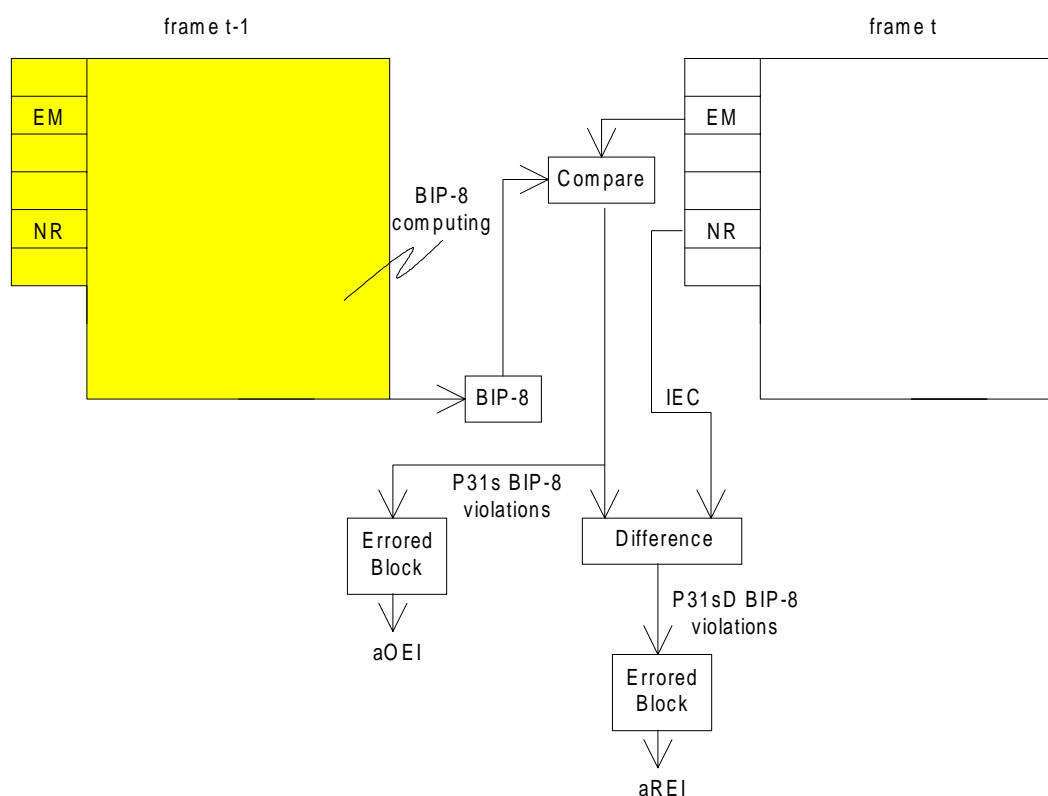 frame t-1
frame t
EM
EM
Compare
BIP-8
computing
NR
NR
BIP-8
IEC
P31s BIP-8
violations
Errored
Block
Difference
P31sD BIP-8
violations
aOEI
Errored
Block
aREI